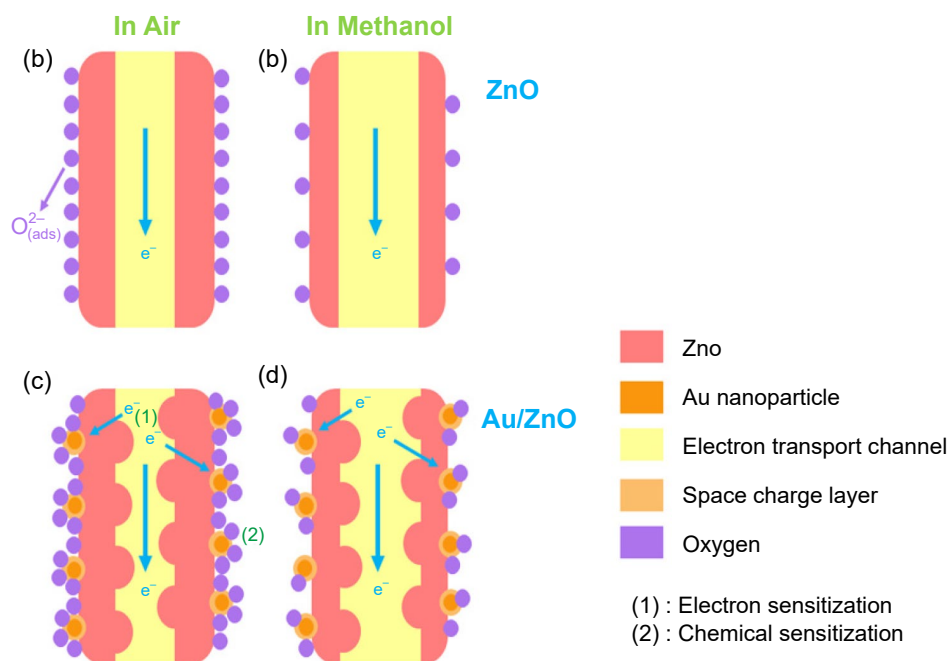 In Air
In Methanol
(b)
(b)
ZnO
O2−(ads)
e−
e−
(c)
(d)
Au/ZnO
e−
(1)
e−
e−
e−
(2)
e−
e−
Zno
Au nanoparticle
Electron transport channel
Space charge layer
Oxygen
(1) : Electron sensitization
(2) : Chemical sensitization